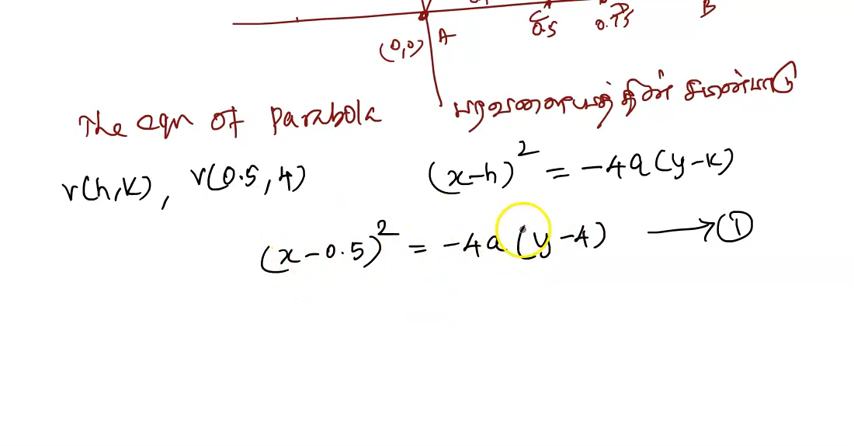 C 0.5 0.75 B
(0,0) A
The eqn of Parabola பரவளையத்தின் சமன்பாடு
V(h,k), V(0.5, 4) (x-h)² = -4a(y-k)
(x-0.5)² = -4a(y-4) → ①